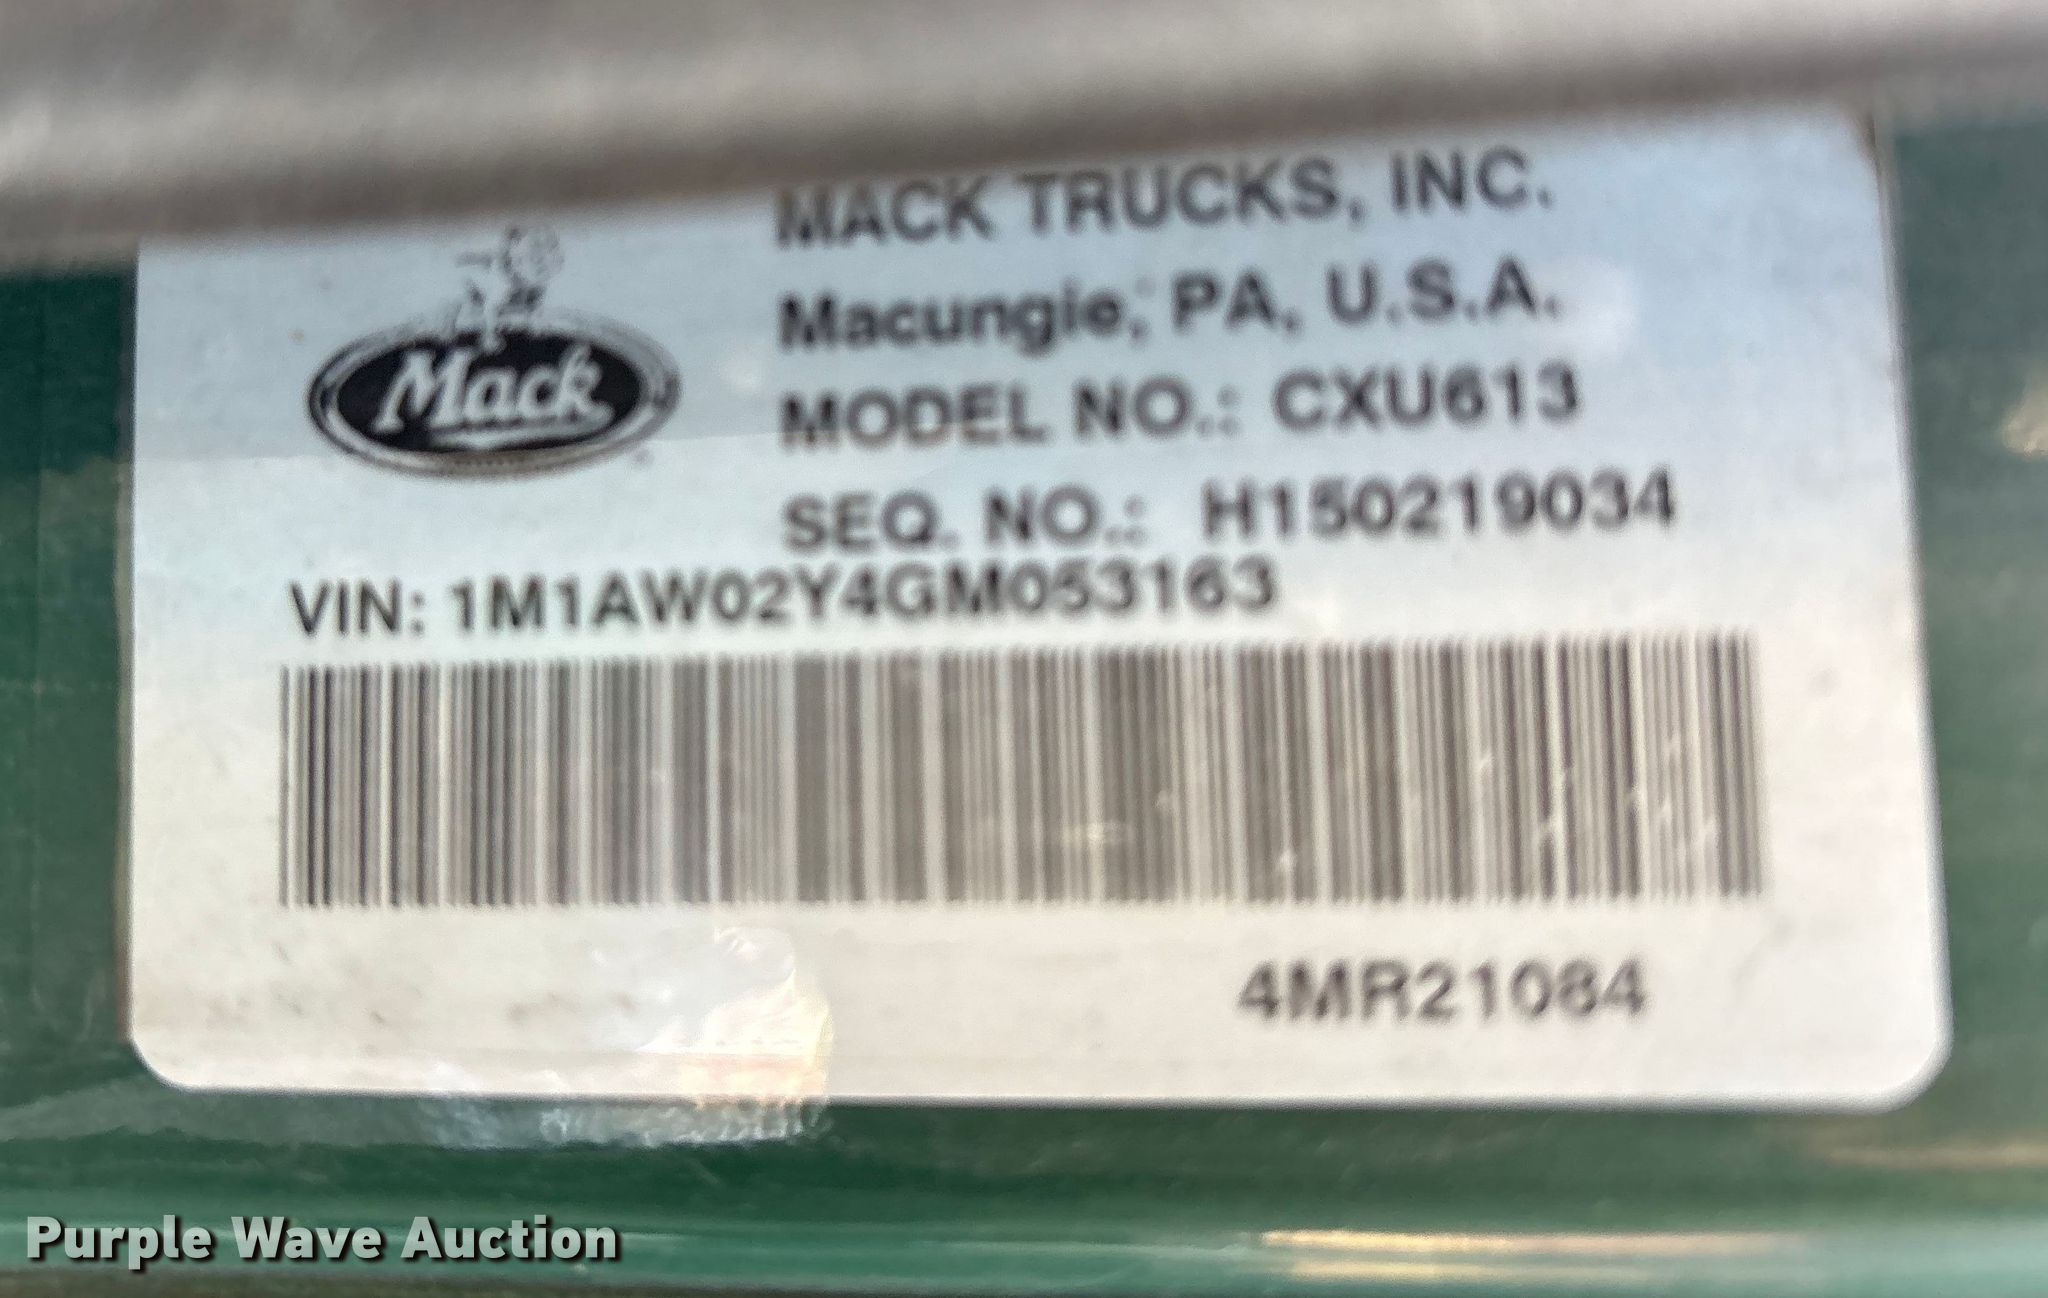 MACK TRUCKS, INC.
Macungie, PA, U.S.A.
Mack
MODEL NO.: CXU613
SEQ. NO.: H150219034
VIN: 1M1AW02Y4GM053163
4MR21084
Purple Wave Auction